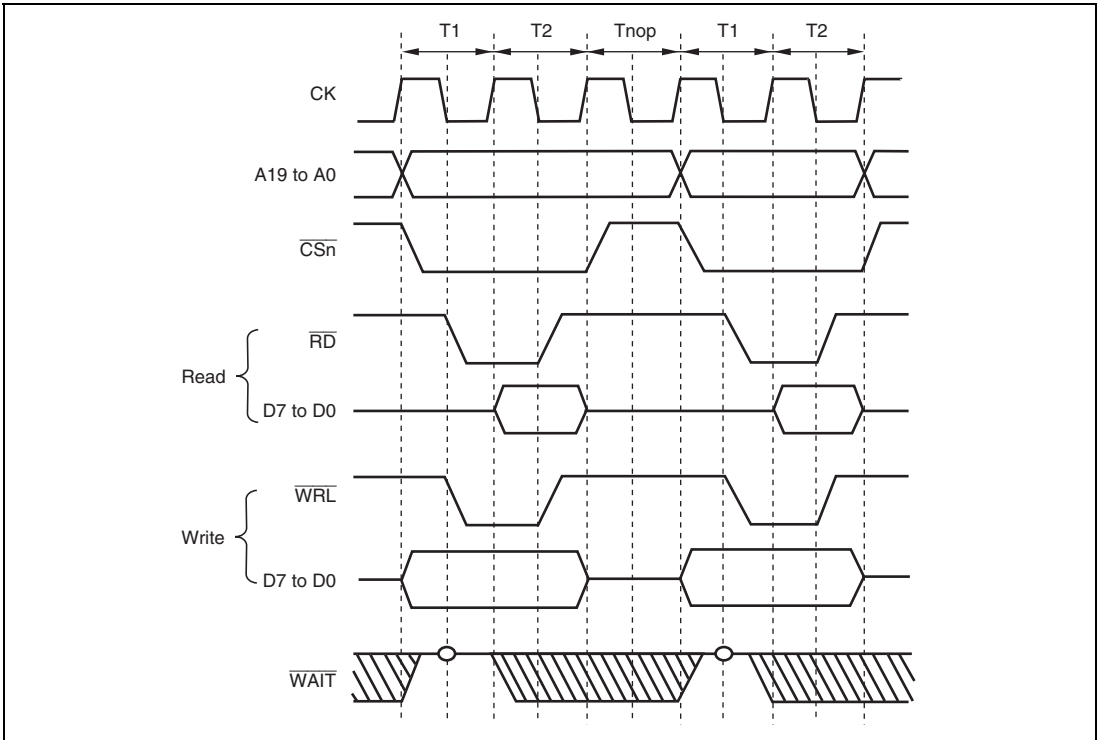 T1 T2 Tnop T1 T2
CK
A19 to A0
CSn
RD
Read
D7 to D0
WRL
Write
D7 to D0
WAIT